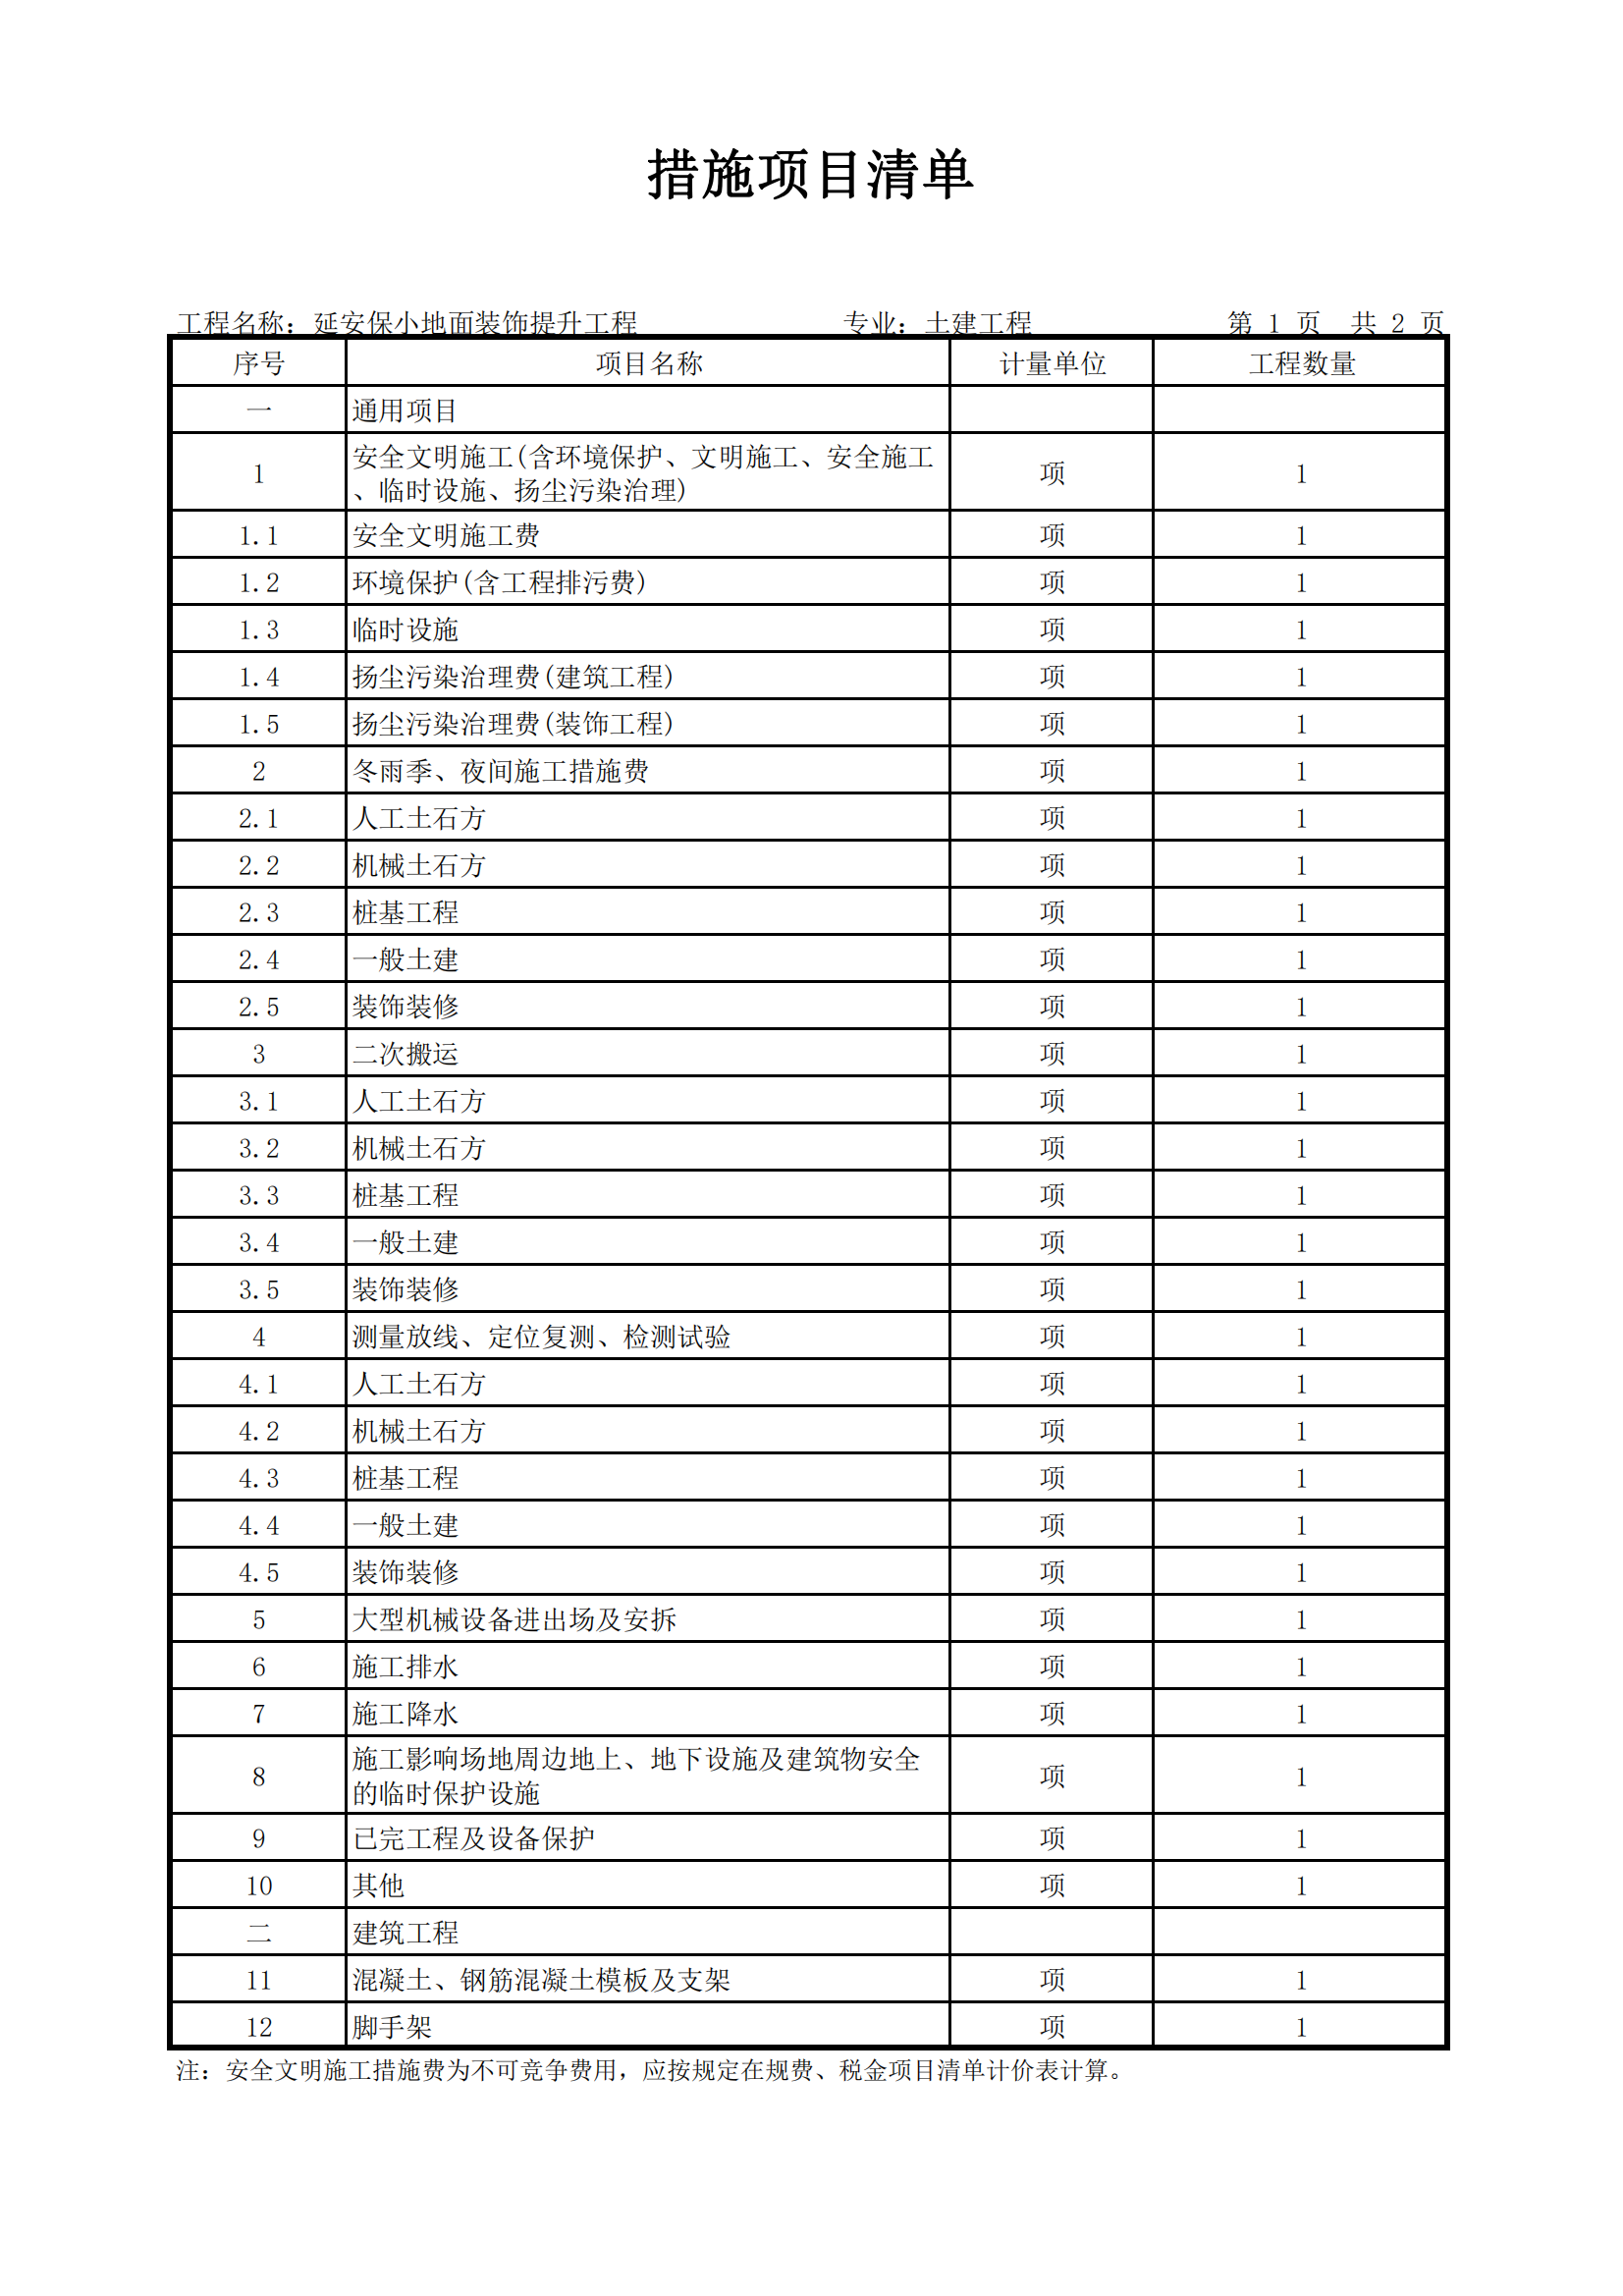 措施项目清单
工程名称：延安保小地面装饰提升工程 专业：土建工程 第 1 页 共 2 页
序号 项目名称 计量单位 工程数量
一 通用项目
1 安全文明施工(含环境保护、文明施工、安全施工
、临时设施、扬尘污染治理) 项 1
1.1 安全文明施工费 项 1
1.2 环境保护(含工程排污费) 项 1
1.3 临时设施 项 1
1.4 扬尘污染治理费(建筑工程) 项 1
1.5 扬尘污染治理费(装饰工程) 项 1
2 冬雨季、夜间施工措施费 项 1
2.1 人工土石方 项 1
2.2 机械土石方 项 1
2.3 桩基工程 项 1
2.4 一般土建 项 1
2.5 装饰装修 项 1
3 二次搬运 项 1
3.1 人工土石方 项 1
3.2 机械土石方 项 1
3.3 桩基工程 项 1
3.4 一般土建 项 1
3.5 装饰装修 项 1
4 测量放线、定位复测、检测试验 项 1
4.1 人工土石方 项 1
4.2 机械土石方 项 1
4.3 桩基工程 项 1
4.4 一般土建 项 1
4.5 装饰装修 项 1
5 大型机械设备进出场及安拆 项 1
6 施工排水 项 1
7 施工降水 项 1
8 施工影响场地周边地上、地下设施及建筑物安全
的临时保护设施 项 1
9 已完工程及设备保护 项 1
10 其他 项 1
二 建筑工程
11 混凝土、钢筋混凝土模板及支架 项 1
12 脚手架 项 1
注：安全文明施工措施费为不可竞争费用，应按规定在规费、税金项目清单计价表计算。